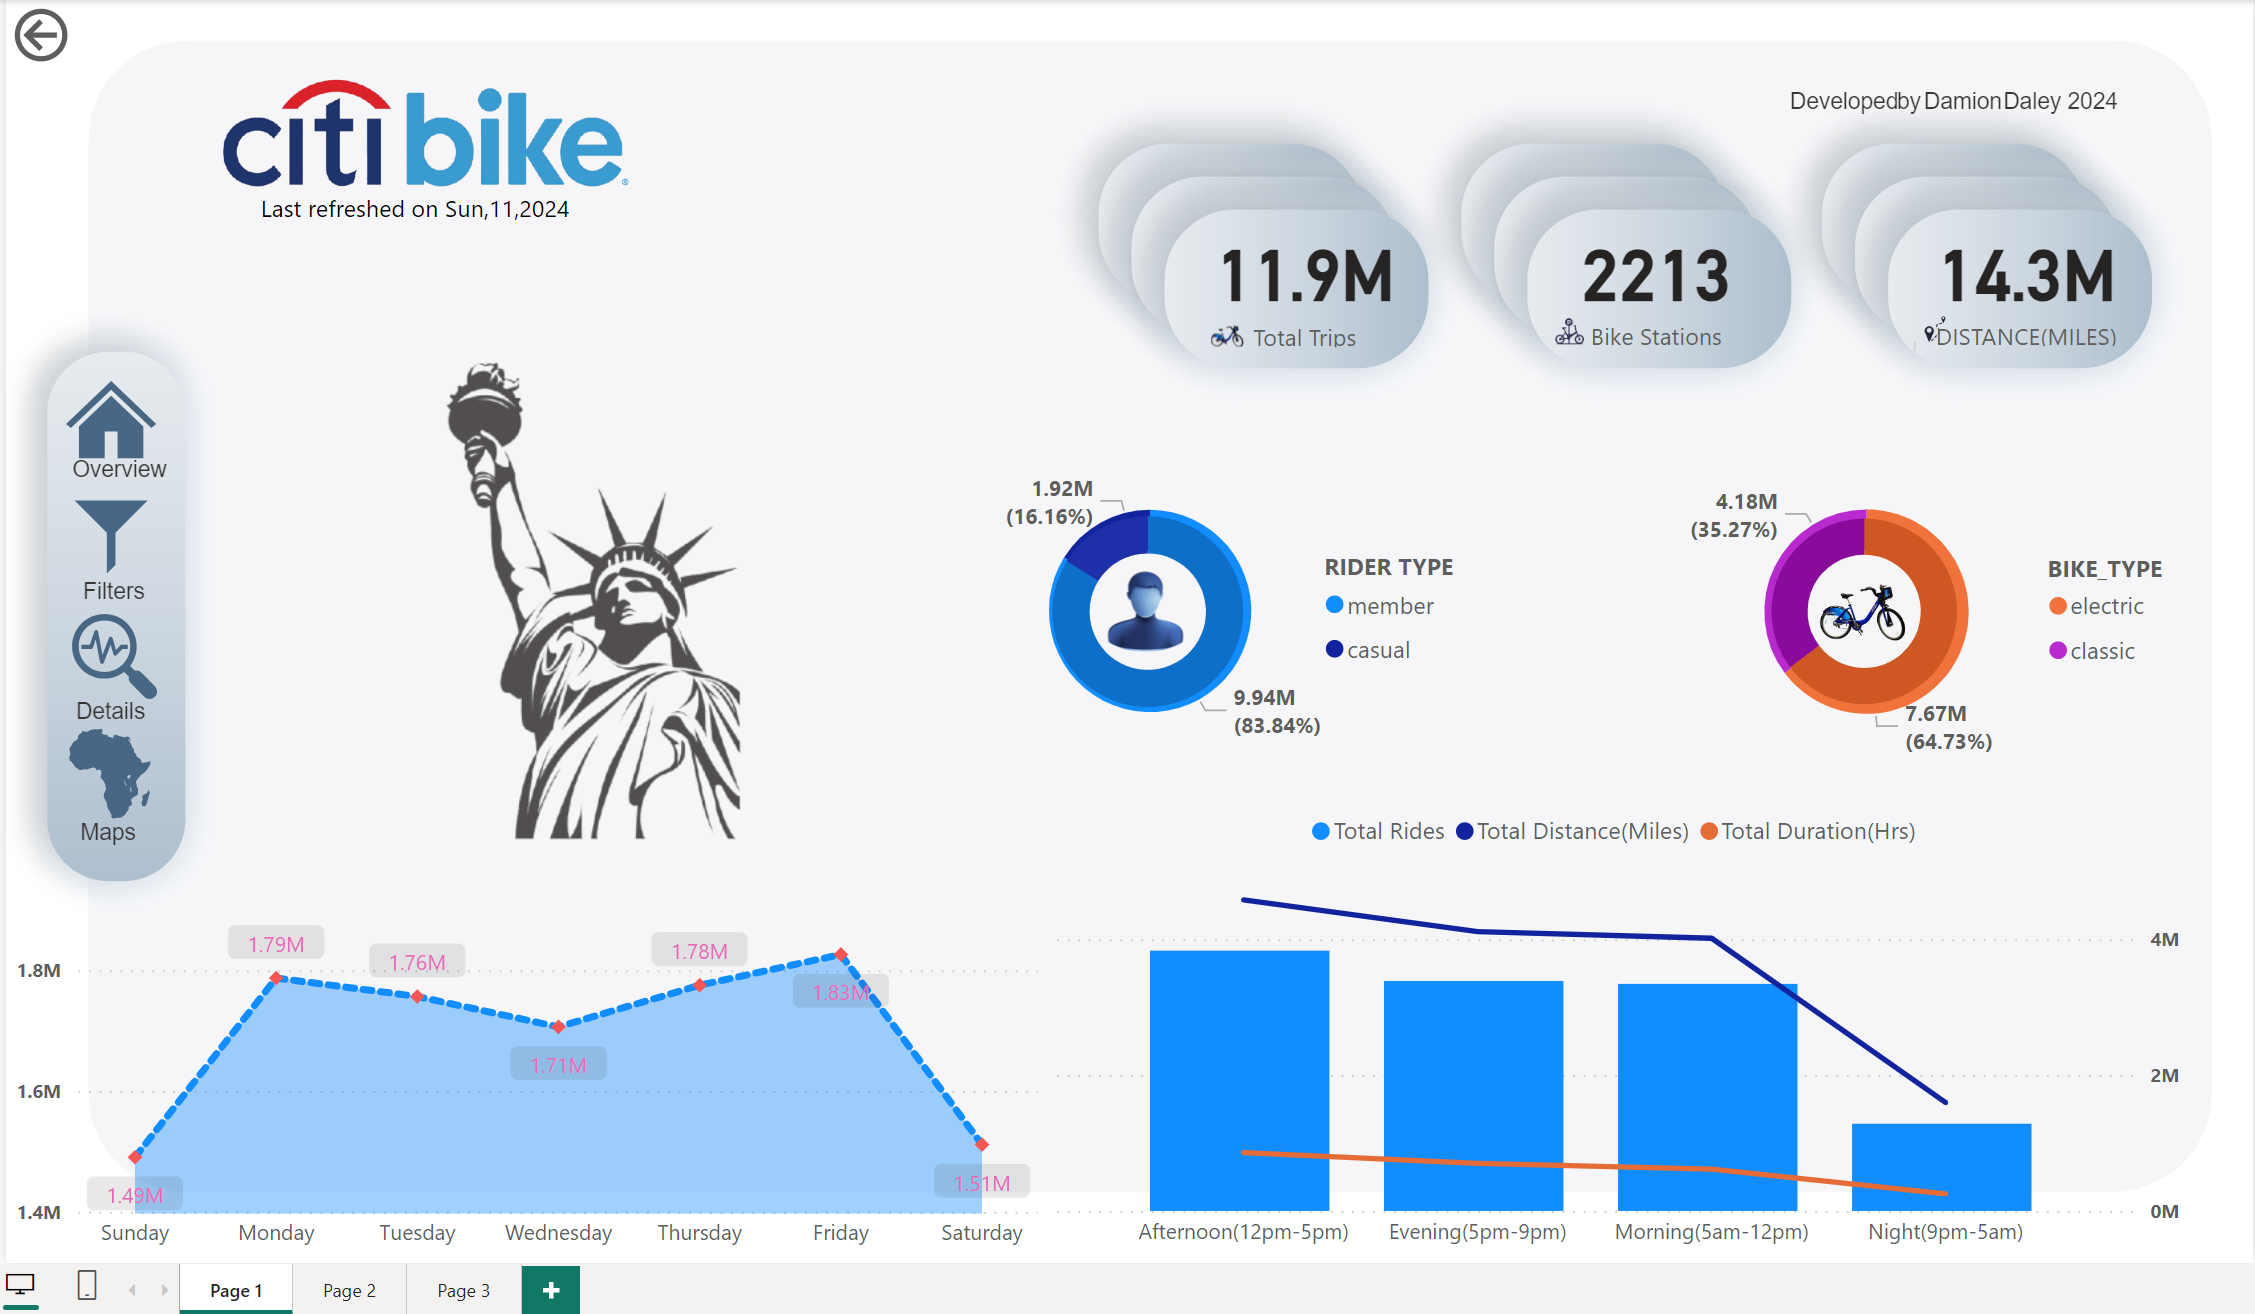 citi bike®
Last refreshed on Sun,11,2024
Developedby DamionDaley 2024
11.9M
Total Trips
2213
Bike Stations
14.3M
DISTANCE(MILES)
Overview
Filters
Details
Maps
1.92M
(16.16%)
9.94M
(83.84%)
RIDER TYPE
member
casual
4.18M
(35.27%)
7.67M
(64.73%)
BIKE_TYPE
electric
classic
1.8M
1.6M
1.4M
1.49M
1.79M
1.76M
1.71M
1.78M
1.83M
1.51M
Sunday Monday Tuesday Wednesday Thursday Friday Saturday
Total Rides Total Distance(Miles) Total Duration(Hrs)
4M
2M
0M
Afternoon(12pm-5pm) Evening(5pm-9pm) Morning(5am-12pm) Night(9pm-5am)
Page 1 Page 2 Page 3 +